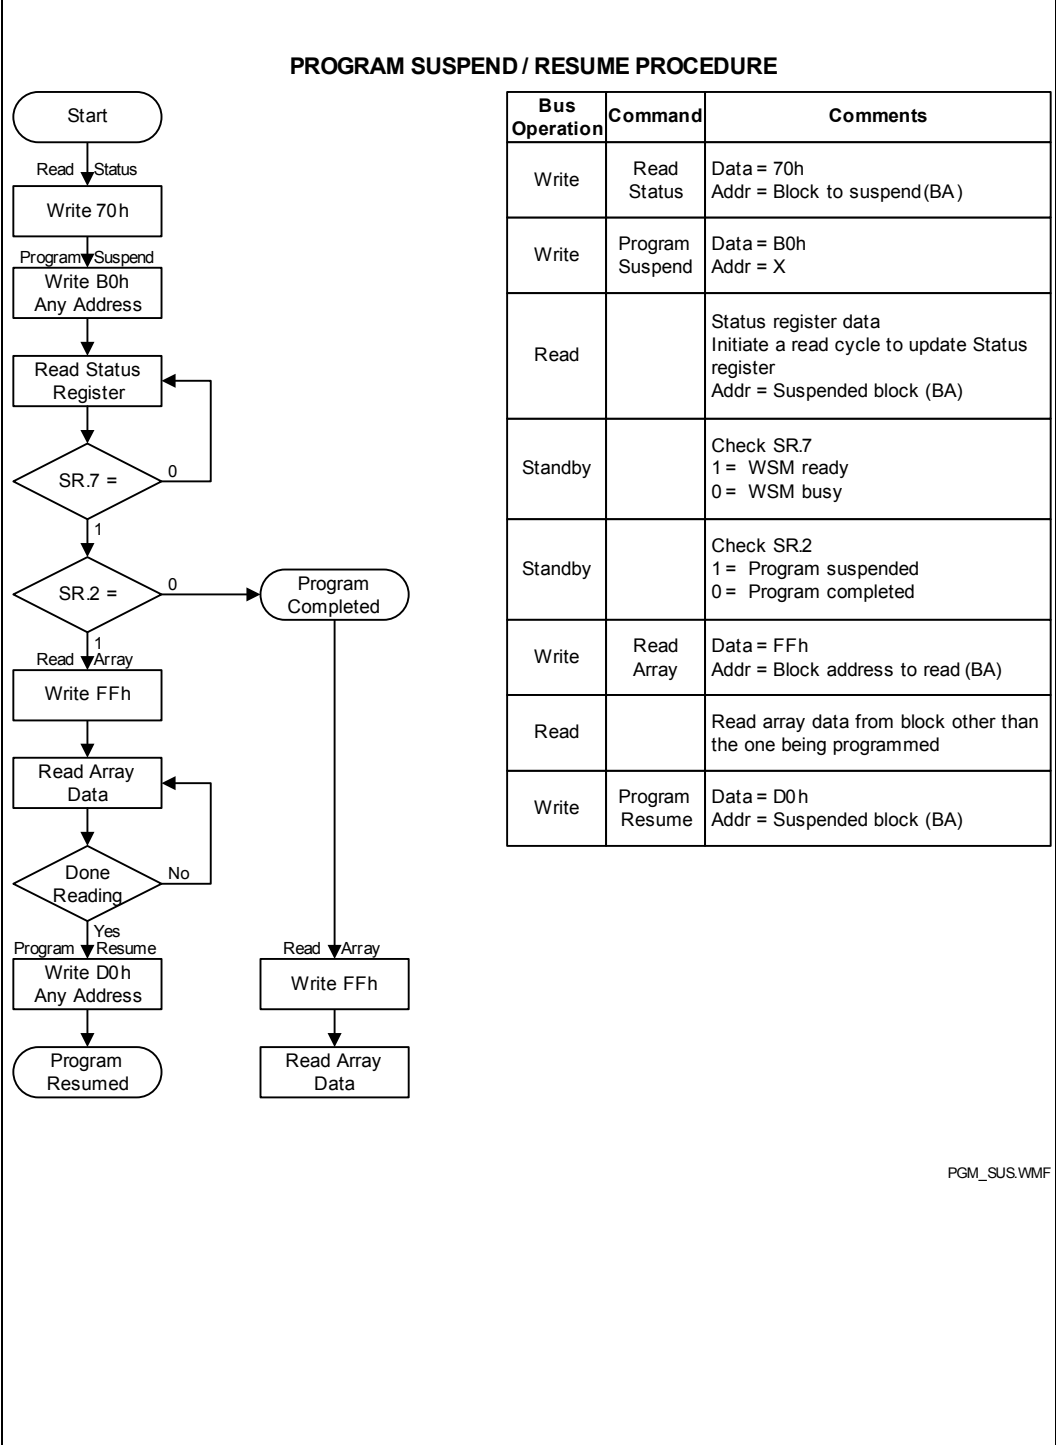 PROGRAM SUSPEND / RESUME PROCEDURE
Start
Read Status
Write 70h
Program Suspend
Write B0h
Any Address
Read Status
Register
SR.7 =
0
1
SR.2 =
0
Program
Completed
1
Read Array
Write FFh
Read Array
Data
Done
Reading
No
Yes
Program Resume
Write D0h
Any Address
Program
Resumed
Read Array
Write FFh
Read Array
Data
Bus
Operation
Command
Comments
Write
Read
Status
Data = 70h
Addr = Block to suspend (BA)
Write
Program
Suspend
Data = B0h
Addr = X
Read
Status register data
Initiate a read cycle to update Status
register
Addr = Suspended block (BA)
Standby
Check SR.7
1 = WSM ready
0 = WSM busy
Standby
Check SR.2
1 = Program suspended
0 = Program completed
Write
Read
Array
Data = FFh
Addr = Block address to read (BA)
Read
Read array data from block other than
the one being programmed
Write
Program
Resume
Data = D0h
Addr = Suspended block (BA)
PGM_SUS.WMF